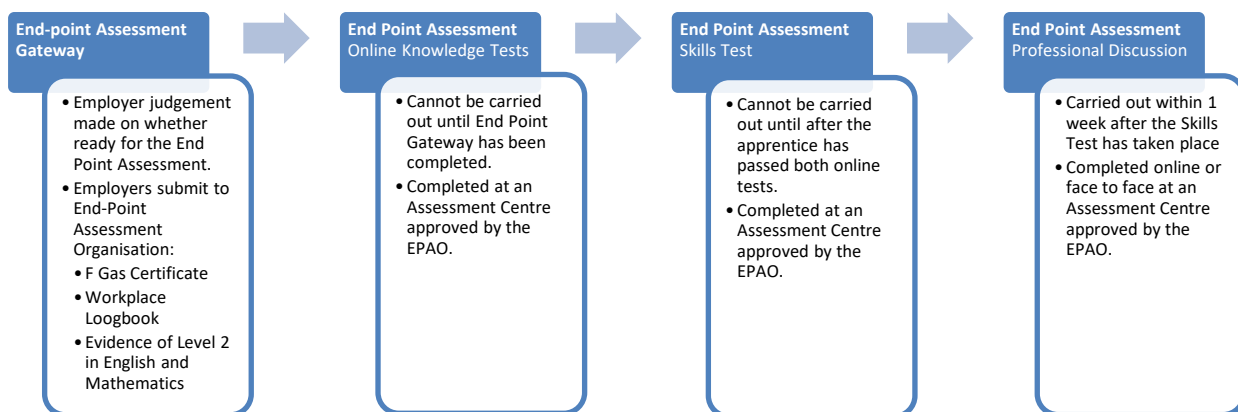 End-point Assessment
Gateway
• Employer judgement
made on whether
ready for the End
Point Assessment.
• Employers submit to
End-Point
Assessment
Organisation:
• F Gas Certificate
• Workplace
Loogbook
• Evidence of Level 2
in English and
Mathematics
End Point Assessment
Online Knowledge Tests
• Cannot be carried
out until End Point
Gateway has been
completed.
• Completed at an
Assessment Centre
approved by the
EPAO.
End Point Assessment
Skills Test
• Cannot be carried
out until after the
apprentice has
passed both online
tests.
• Completed at an
Assessment Centre
approved by the
EPAO.
End Point Assessment
Professional Discussion
• Carried out within 1
week after the Skills
Test has taken place
• Completed online or
face to face at an
Assessment Centre
approved by the
EPAO.